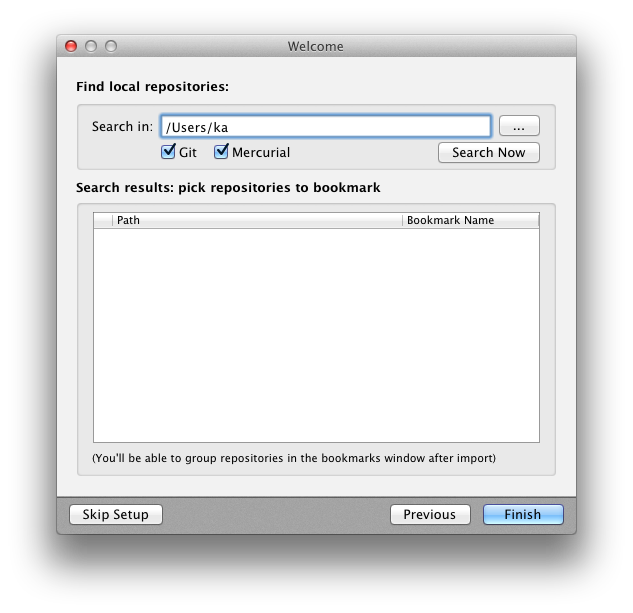 Welcome
Find local repositories:
Search in: /Users/ka ...
Git Mercurial Search Now
Search results: pick repositories to bookmark
Path Bookmark Name
(You'll be able to group repositories in the bookmarks window after import)
Skip Setup Previous Finish